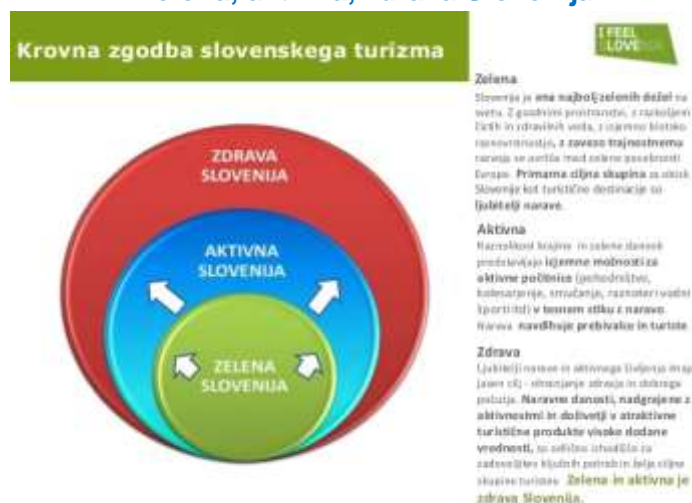 Krovna zgodba slovenskega turizma
I FEEL
SLOVENIA
ZDRAVA
SLOVENIJA
AKTIVNA
SLOVENIJA
ZELENA
SLOVENIJA
Zelena
Slovenija je ena najbolj zelenih dežel na
svetu. Z gozdnimi prostranstvi, z razkošjem
čistih in zdravilnih voda, z izjemno biotsko
raznovrstnostjo, z zavezo trajnostnemu
razvoju se uvršča med zelene posebnosti
Evrope. Primarna ciljna skupina za obisk
Slovenije kot turistične destinacije so
ljubitelji narave.
Aktivna
Raznolikost krajine in zelene danosti
predstavljajo izjemne možnosti za
aktivne počitnice (pohodništvo,
kolesarjenje, smučanje, raznoteri vodni
športi itd) v tesnem stiku z naravo.
Narava navdihuje prebivalce in turiste.
Zdrava
Ljubitelji narave in aktivnega življenja
jasen cilj - ohranjanje zdravja in dobrega
počutja. Naravne danosti, nadgrajene z
aktivnostmi in doživetji v atraktivne
turistične produkte visoke dodane
vrednosti, so odlično izhodišče za
zadovoljitev ključnih potreb in želja ciljne
skupine turistov. Zelena in aktivna je
zdrava Slovenija.